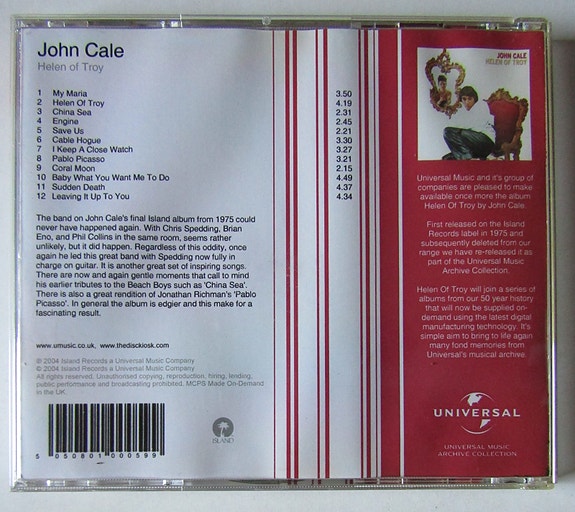 John Cale
Helen of Troy
1 My Maria 3.50
2 Helen Of Troy 4.19
3 China Sea 2.31
4 Engine 2.45
5 Save Us 2.21
6 Cable Hogue 3.30
7 I Keep A Close Watch 3.27
8 Pablo Picasso 3.21
9 Coral Moon 2.15
10 Baby What You Want Me To Do 4.49
11 Sudden Death 4.37
12 Leaving It Up To You 4.34
The band on John Cale's final Island album from 1975 could
never have happened again. With Chris Spedding, Brian
Eno, and Phil Collins in the same room, seems rather
unlikely, but it did happen. Regardless of this oddity, once
again he led this great band with Spedding now fully in
charge on guitar. It is another great set of inspiring songs.
There are now and again gentle moments that call to mind
his earlier tributes to the Beach Boys such as 'China Sea'.
There is also a great rendition of Jonathan Richman's 'Pablo
Picasso'. In general the album is edgier and this make for a
fascinating result.
www.umusic.co.uk, www.thedisckiosk.com
℗ 2004 Island Records a Universal Music Company
© 2004 Island Records a Universal Music Company
All rights reserved. Unauthorised copying, reproduction, hiring, lending,
public performance and broadcasting prohibited. MCPS Made On-Demand
in the UK
5 050801 000599
ISLAND
JOHN CALE
HELEN OF TROY
Universal Music and it's group of
companies are pleased to make
available once more the album
Helen Of Troy by John Cale.
First released on the Island
Records label in 1975 and
subsequently deleted from our
range we have re-released it as
part of the Universal Music
Archive Collection.
Helen Of Troy will join a series of
albums from our 50 year history
that will now be supplied on-
demand using the latest digital
manufacturing technology. It's
simple aim to bring to life again
many fond memories from
Universal's musical archive.
UNIVERSAL
UNIVERSAL MUSIC
ARCHIVE COLLECTION